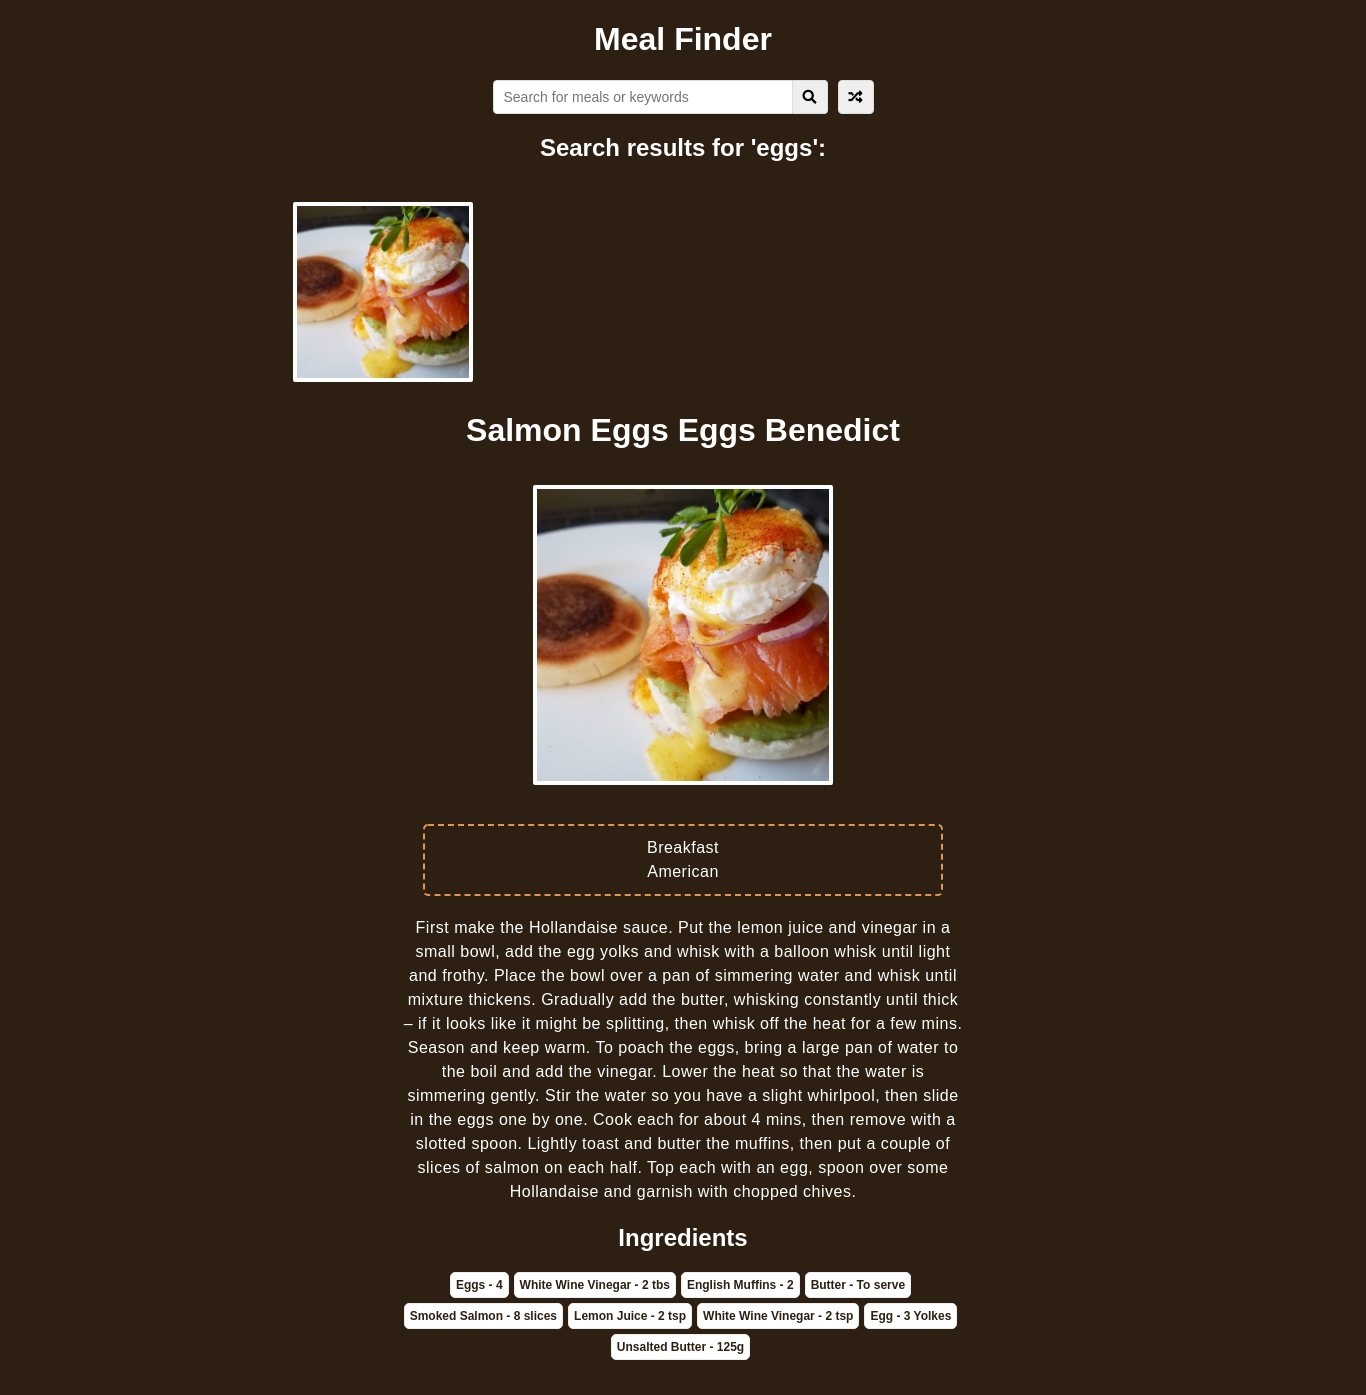 Meal Finder
Search for meals or keywords
Search results for 'eggs':
Salmon Eggs Eggs Benedict
Breakfast
American
First make the Hollandaise sauce. Put the lemon juice and vinegar in a
small bowl, add the egg yolks and whisk with a balloon whisk until light
and frothy. Place the bowl over a pan of simmering water and whisk until
mixture thickens. Gradually add the butter, whisking constantly until thick
– if it looks like it might be splitting, then whisk off the heat for a few mins.
Season and keep warm. To poach the eggs, bring a large pan of water to
the boil and add the vinegar. Lower the heat so that the water is
simmering gently. Stir the water so you have a slight whirlpool, then slide
in the eggs one by one. Cook each for about 4 mins, then remove with a
slotted spoon. Lightly toast and butter the muffins, then put a couple of
slices of salmon on each half. Top each with an egg, spoon over some
Hollandaise and garnish with chopped chives.
Ingredients
Eggs - 4 White Wine Vinegar - 2 tbs English Muffins - 2 Butter - To serve
Smoked Salmon - 8 slices Lemon Juice - 2 tsp White Wine Vinegar - 2 tsp Egg - 3 Yolkes
Unsalted Butter - 125g